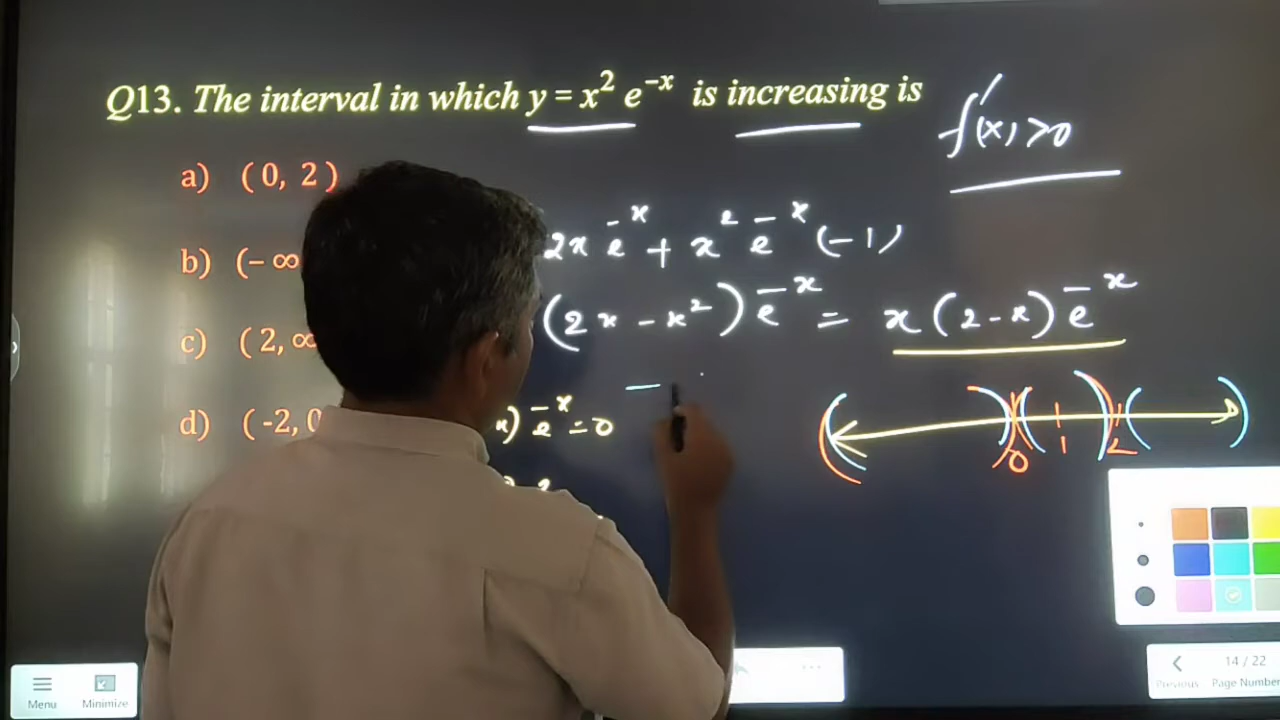 Q13. The interval in which y = x² e⁻ˣ is increasing is
f'(x) > 0
a) ( 0, 2 )
2x e⁻ˣ + x² e⁻ˣ (-1)
b) (- ∞
(2x - x²) e⁻ˣ = x(2-x) e⁻ˣ
c) ( 2, ∞
d) ( -2, 0
x) e⁻ˣ = 0
0 1 2
Menu
Minimize
14 / 22
Previous
Page Number